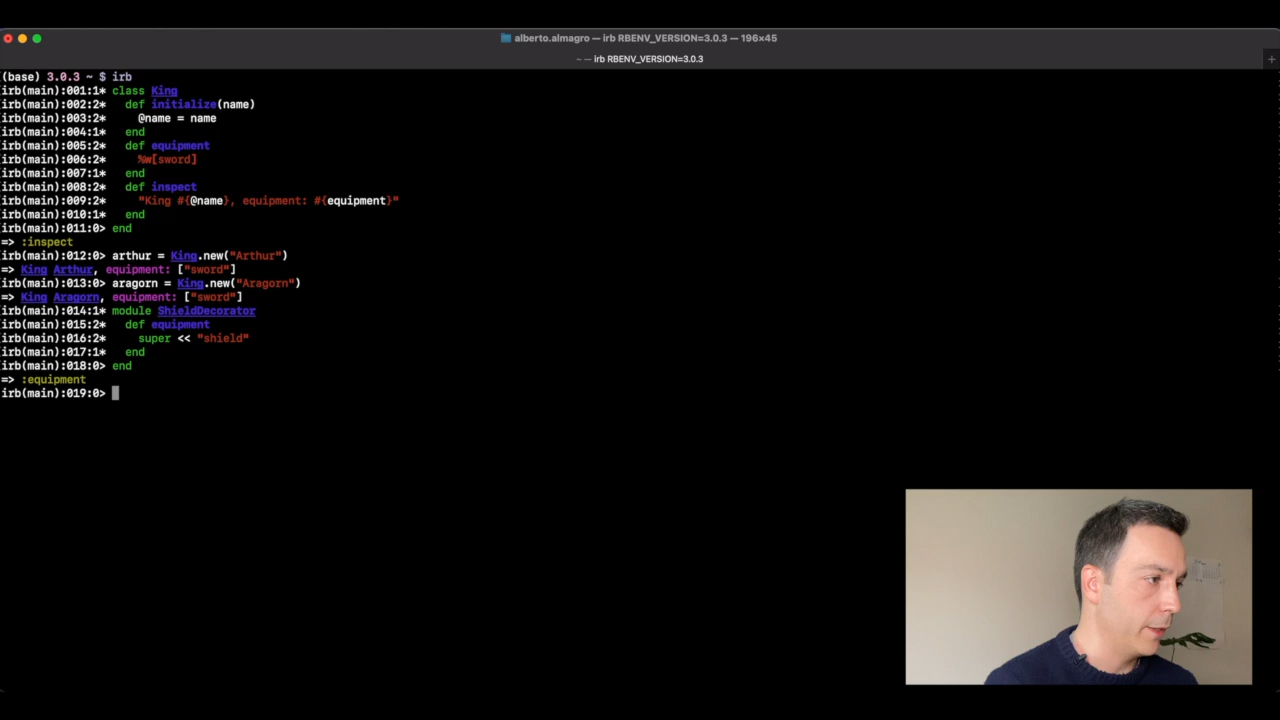 alberto.almagro — irb RBENV_VERSION=3.0.3 — 196×45
~ — irb RBENV_VERSION=3.0.3
(base) 3.0.3 ~ $ irb
irb(main):001:1* class King
irb(main):002:2*   def initialize(name)
irb(main):003:2*     @name = name
irb(main):004:1*   end
irb(main):005:2*   def equipment
irb(main):006:2*     %w[sword]
irb(main):007:1*   end
irb(main):008:2*   def inspect
irb(main):009:2*     "King #{@name}, equipment: #{equipment}"
irb(main):010:1*   end
irb(main):011:0> end
=> :inspect
irb(main):012:0> arthur = King.new("Arthur")
=> King Arthur, equipment: ["sword"]
irb(main):013:0> aragorn = King.new("Aragorn")
=> King Aragorn, equipment: ["sword"]
irb(main):014:1* module ShieldDecorator
irb(main):015:2*   def equipment
irb(main):016:2*     super << "shield"
irb(main):017:1*   end
irb(main):018:0> end
=> :equipment
irb(main):019:0>